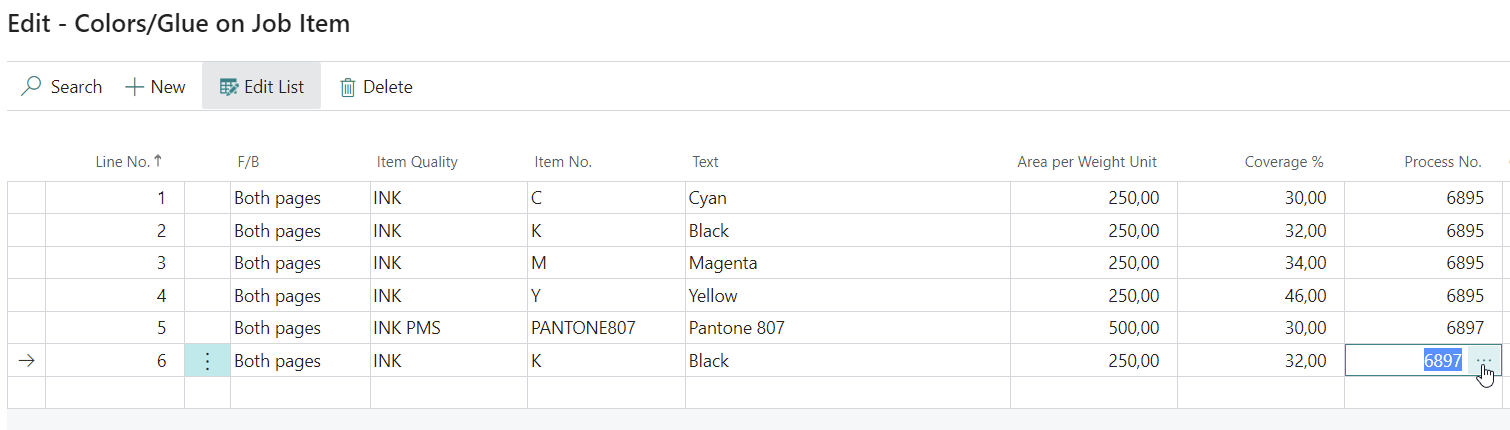 Edit - Colors/Glue on Job Item
Search New Edit List Delete
Line No.↑ F/B Item Quality Item No. Text Area per Weight Unit Coverage % Process No.
1 Both pages INK C Cyan 250,00 30,00 6895
2 Both pages INK K Black 250,00 32,00 6895
3 Both pages INK M Magenta 250,00 34,00 6895
4 Both pages INK Y Yellow 250,00 46,00 6895
5 Both pages INK PMS PANTONE807 Pantone 807 500,00 30,00 6897
6 Both pages INK K Black 250,00 32,00 6897